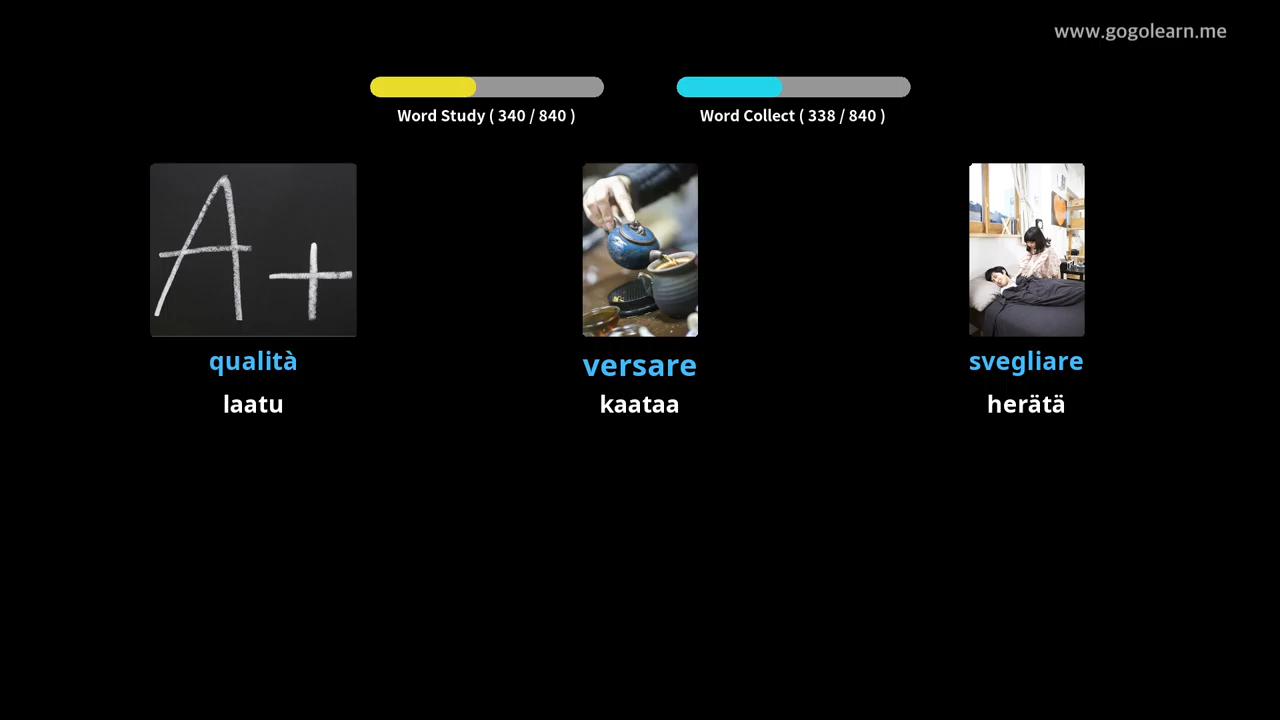 www.gogolearn.me
Word Study ( 340 / 840 )
Word Collect ( 338 / 840 )
A+
qualità
versare
svegliare
laatu
kaataa
herätä